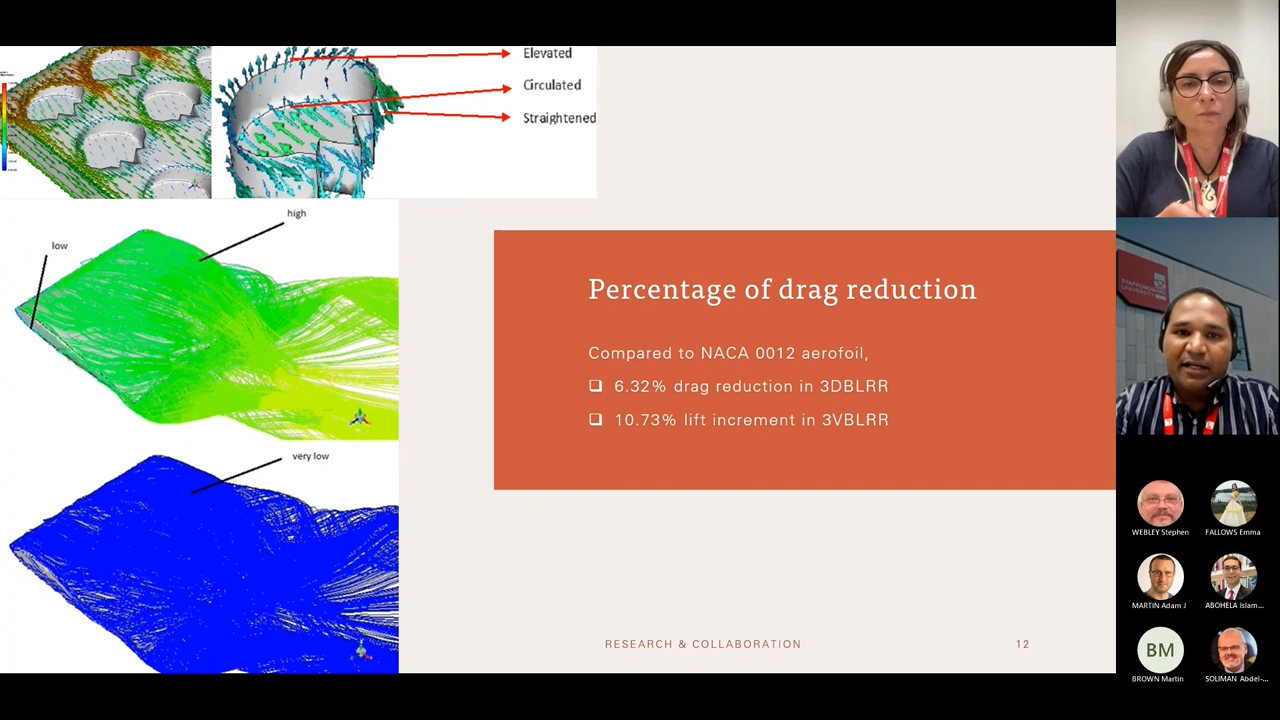 Elevated
Circulated
Straightened
high
low
very low
Percentage of drag reduction
Compared to NACA 0012 aerofoil,
❑ 6.32% drag reduction in 3DBLRR
❑ 10.73% lift increment in 3VBLRR
RESEARCH & COLLABORATION
12
STAFFORDSHIRE
UNIVERSITY
WEBLEY Stephen
FALLOWS Emma
MARTIN Adam J
ABOHELA Islam...
BM
BROWN Martin
SOLIMAN Abdel-...